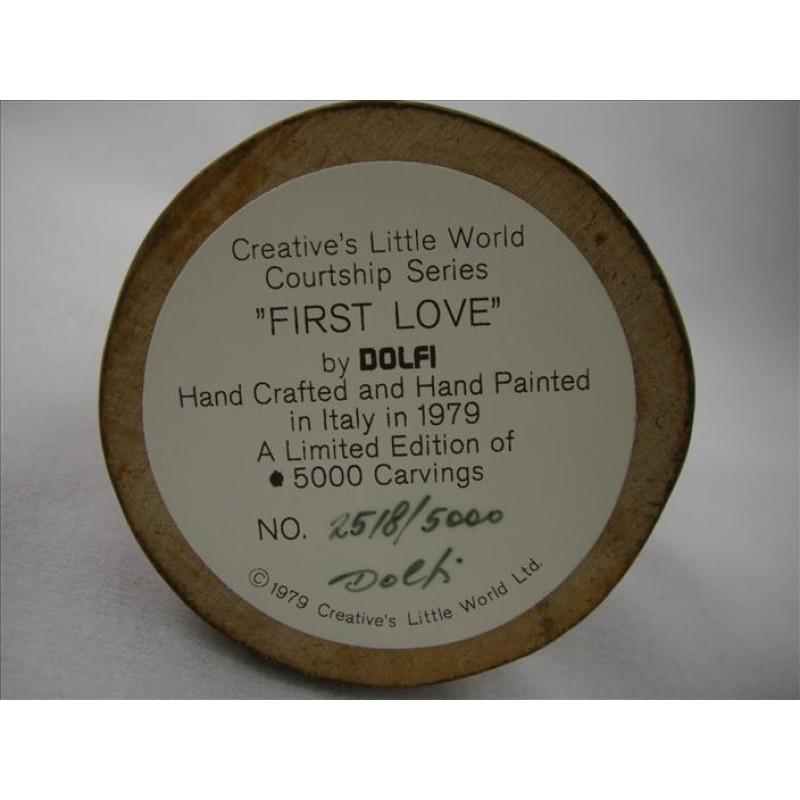 Creative's Little World
Courtship Series
"FIRST LOVE"
by DOLFI
Hand Crafted and Hand Painted
in Italy in 1979
A Limited Edition of
5000 Carvings
NO. 2518/5000
Dolfi
©1979 Creative's Little World Ltd.